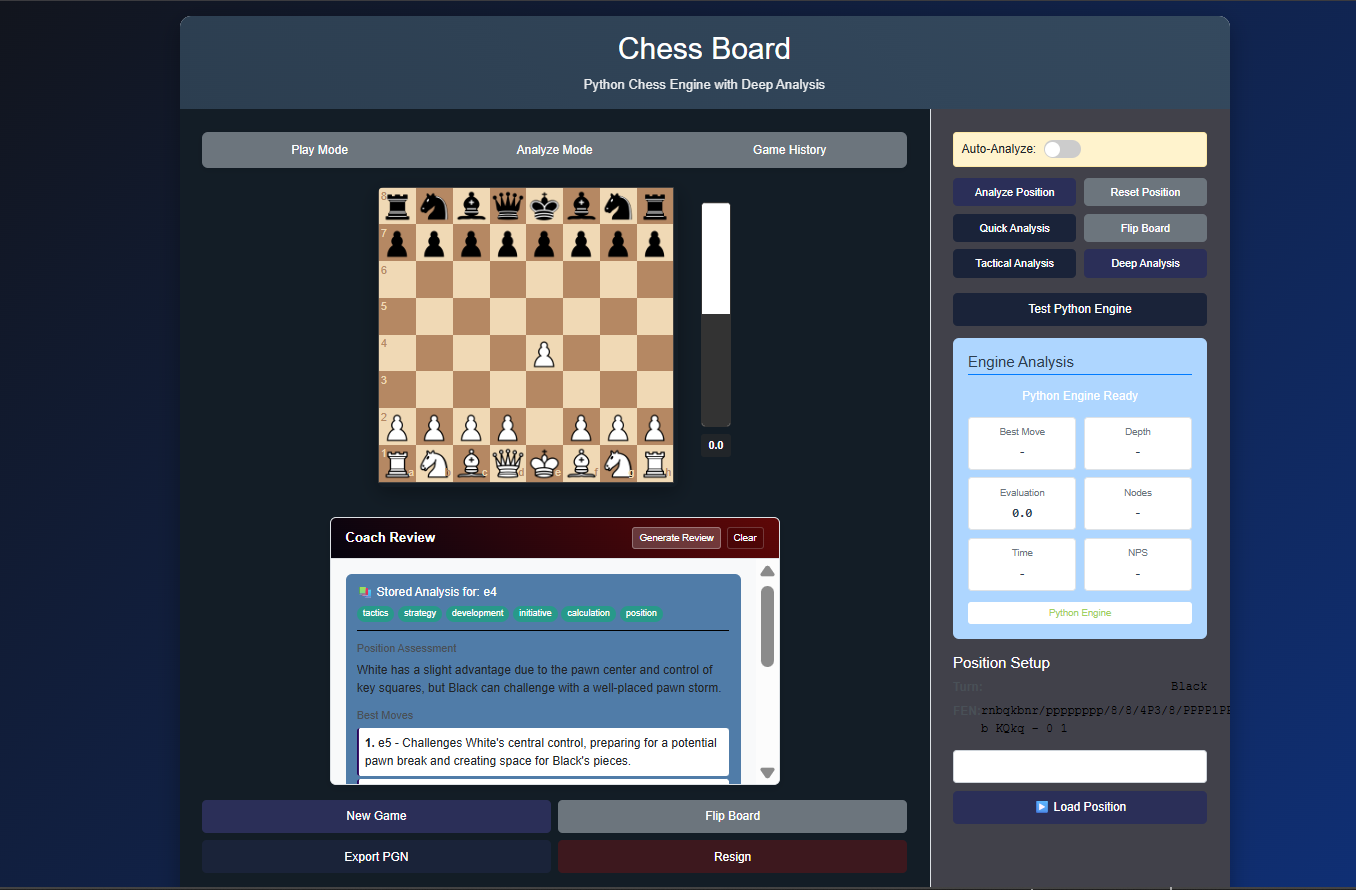 Chess Board
Python Chess Engine with Deep Analysis
Play Mode
Analyze Mode
Game History
8
7
6
5
4
3
2
1
a
b
c
d
e
f
g
h
0.0
Coach Review
Generate Review
Clear
Stored Analysis for: e4
tactics
strategy
development
initiative
calculation
position
Position Assessment
White has a slight advantage due to the pawn center and control of
key squares, but Black can challenge with a well-placed pawn storm.
Best Moves
1. e5 - Challenges White's central control, preparing for a potential
pawn break and creating space for Black's pieces.
New Game
Flip Board
Export PGN
Resign
Auto-Analyze:
Analyze Position
Reset Position
Quick Analysis
Flip Board
Tactical Analysis
Deep Analysis
Test Python Engine
Engine Analysis
Python Engine Ready
Best Move
-
Depth
-
Evaluation
0.0
Nodes
-
Time
-
NPS
-
Python Engine
Position Setup
Turn:
Black
FEN:
rnbqkbnr/pppppppp/8/8/4P3/8/PPPP1PP
b KQkq - 0 1
Load Position